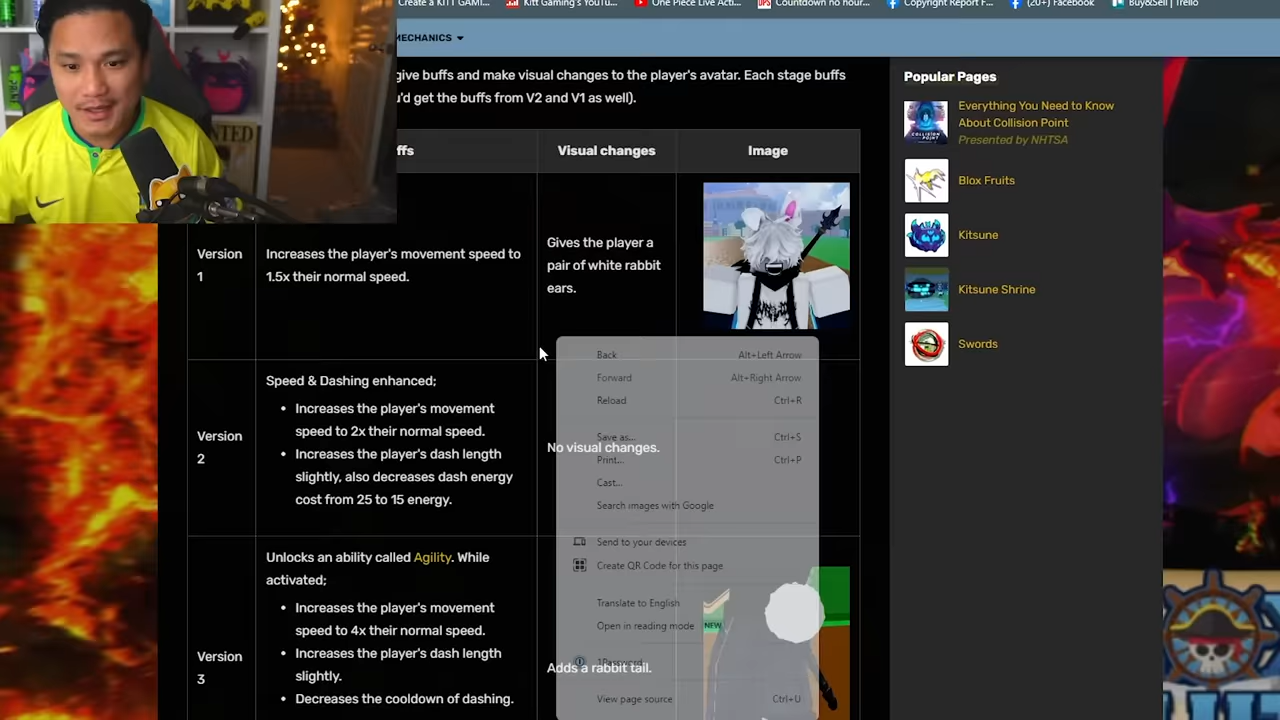 Create a KITT GAMI...
Kitt Gaming's YouTu...
One Piece Live Acti...
Countdown no hour...
Copyright Report F...
(20+) Facebook
Buy&Sell | Trello
MECHANICS
give buffs and make visual changes to the player's avatar. Each stage buffs
u'd get the buffs from V2 and V1 as well).
ffs
Visual changes
Image
Version
1
Increases the player's movement speed to
1.5x their normal speed.
Gives the player a
pair of white rabbit
ears.
Version
2
Speed & Dashing enhanced;
• Increases the player's movement
speed to 2x their normal speed.
• Increases the player's dash length
slightly, also decreases dash energy
cost from 25 to 15 energy.
No visual changes.
Version
3
Unlocks an ability called Agility. While
activated;
• Increases the player's movement
speed to 4x their normal speed.
• Increases the player's dash length
slightly.
• Decreases the cooldown of dashing.
Adds a rabbit tail.
Back Alt+Left Arrow
Forward Alt+Right Arrow
Reload Ctrl+R
Save as... Ctrl+S
Print... Ctrl+P
Cast...
Search images with Google
Send to your devices
Create QR Code for this page
Translate to English
Open in reading mode
NEW
1Password
View page source Ctrl+U
Popular Pages
Everything You Need to Know
About Collision Point
Presented by NHTSA
Blox Fruits
Kitsune
Kitsune Shrine
Swords